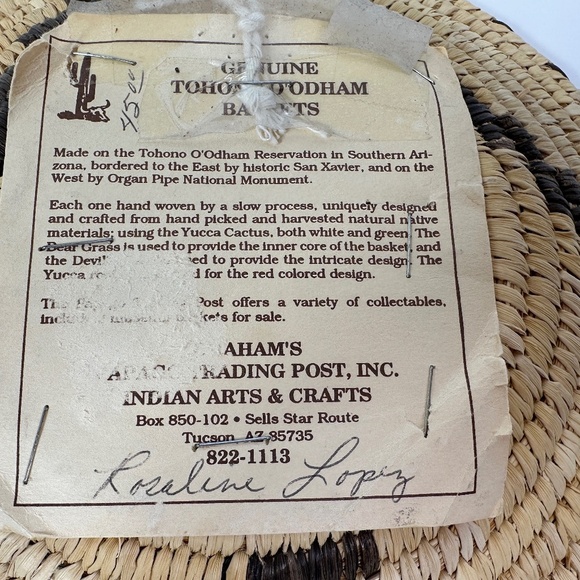 GENUINE
TOHONO O'ODHAM
BASKETS
4500
Made on the Tohono O'Odham Reservation in Southern Ari-
zona, bordered to the East by historic San Xavier, and on
the West by Organ Pipe National Monument.
Each one hand woven by a slow process, uniquely designed
and crafted from hand picked and harvested natural native
materials; using the Yucca Cactus, both white and green. The
Bear Grass is used to provide the inner core of the basket, and
the Devil to provide the intricate design. The
Yucca for the red colored design.
The Post offers a variety of collectables,
including baskets for sale.
TRADING POST, INC.
INDIAN ARTS & CRAFTS
Box 850-102 • Sells Star Route
Tucson, AZ 85735
822-1113
Rosalene Lopez